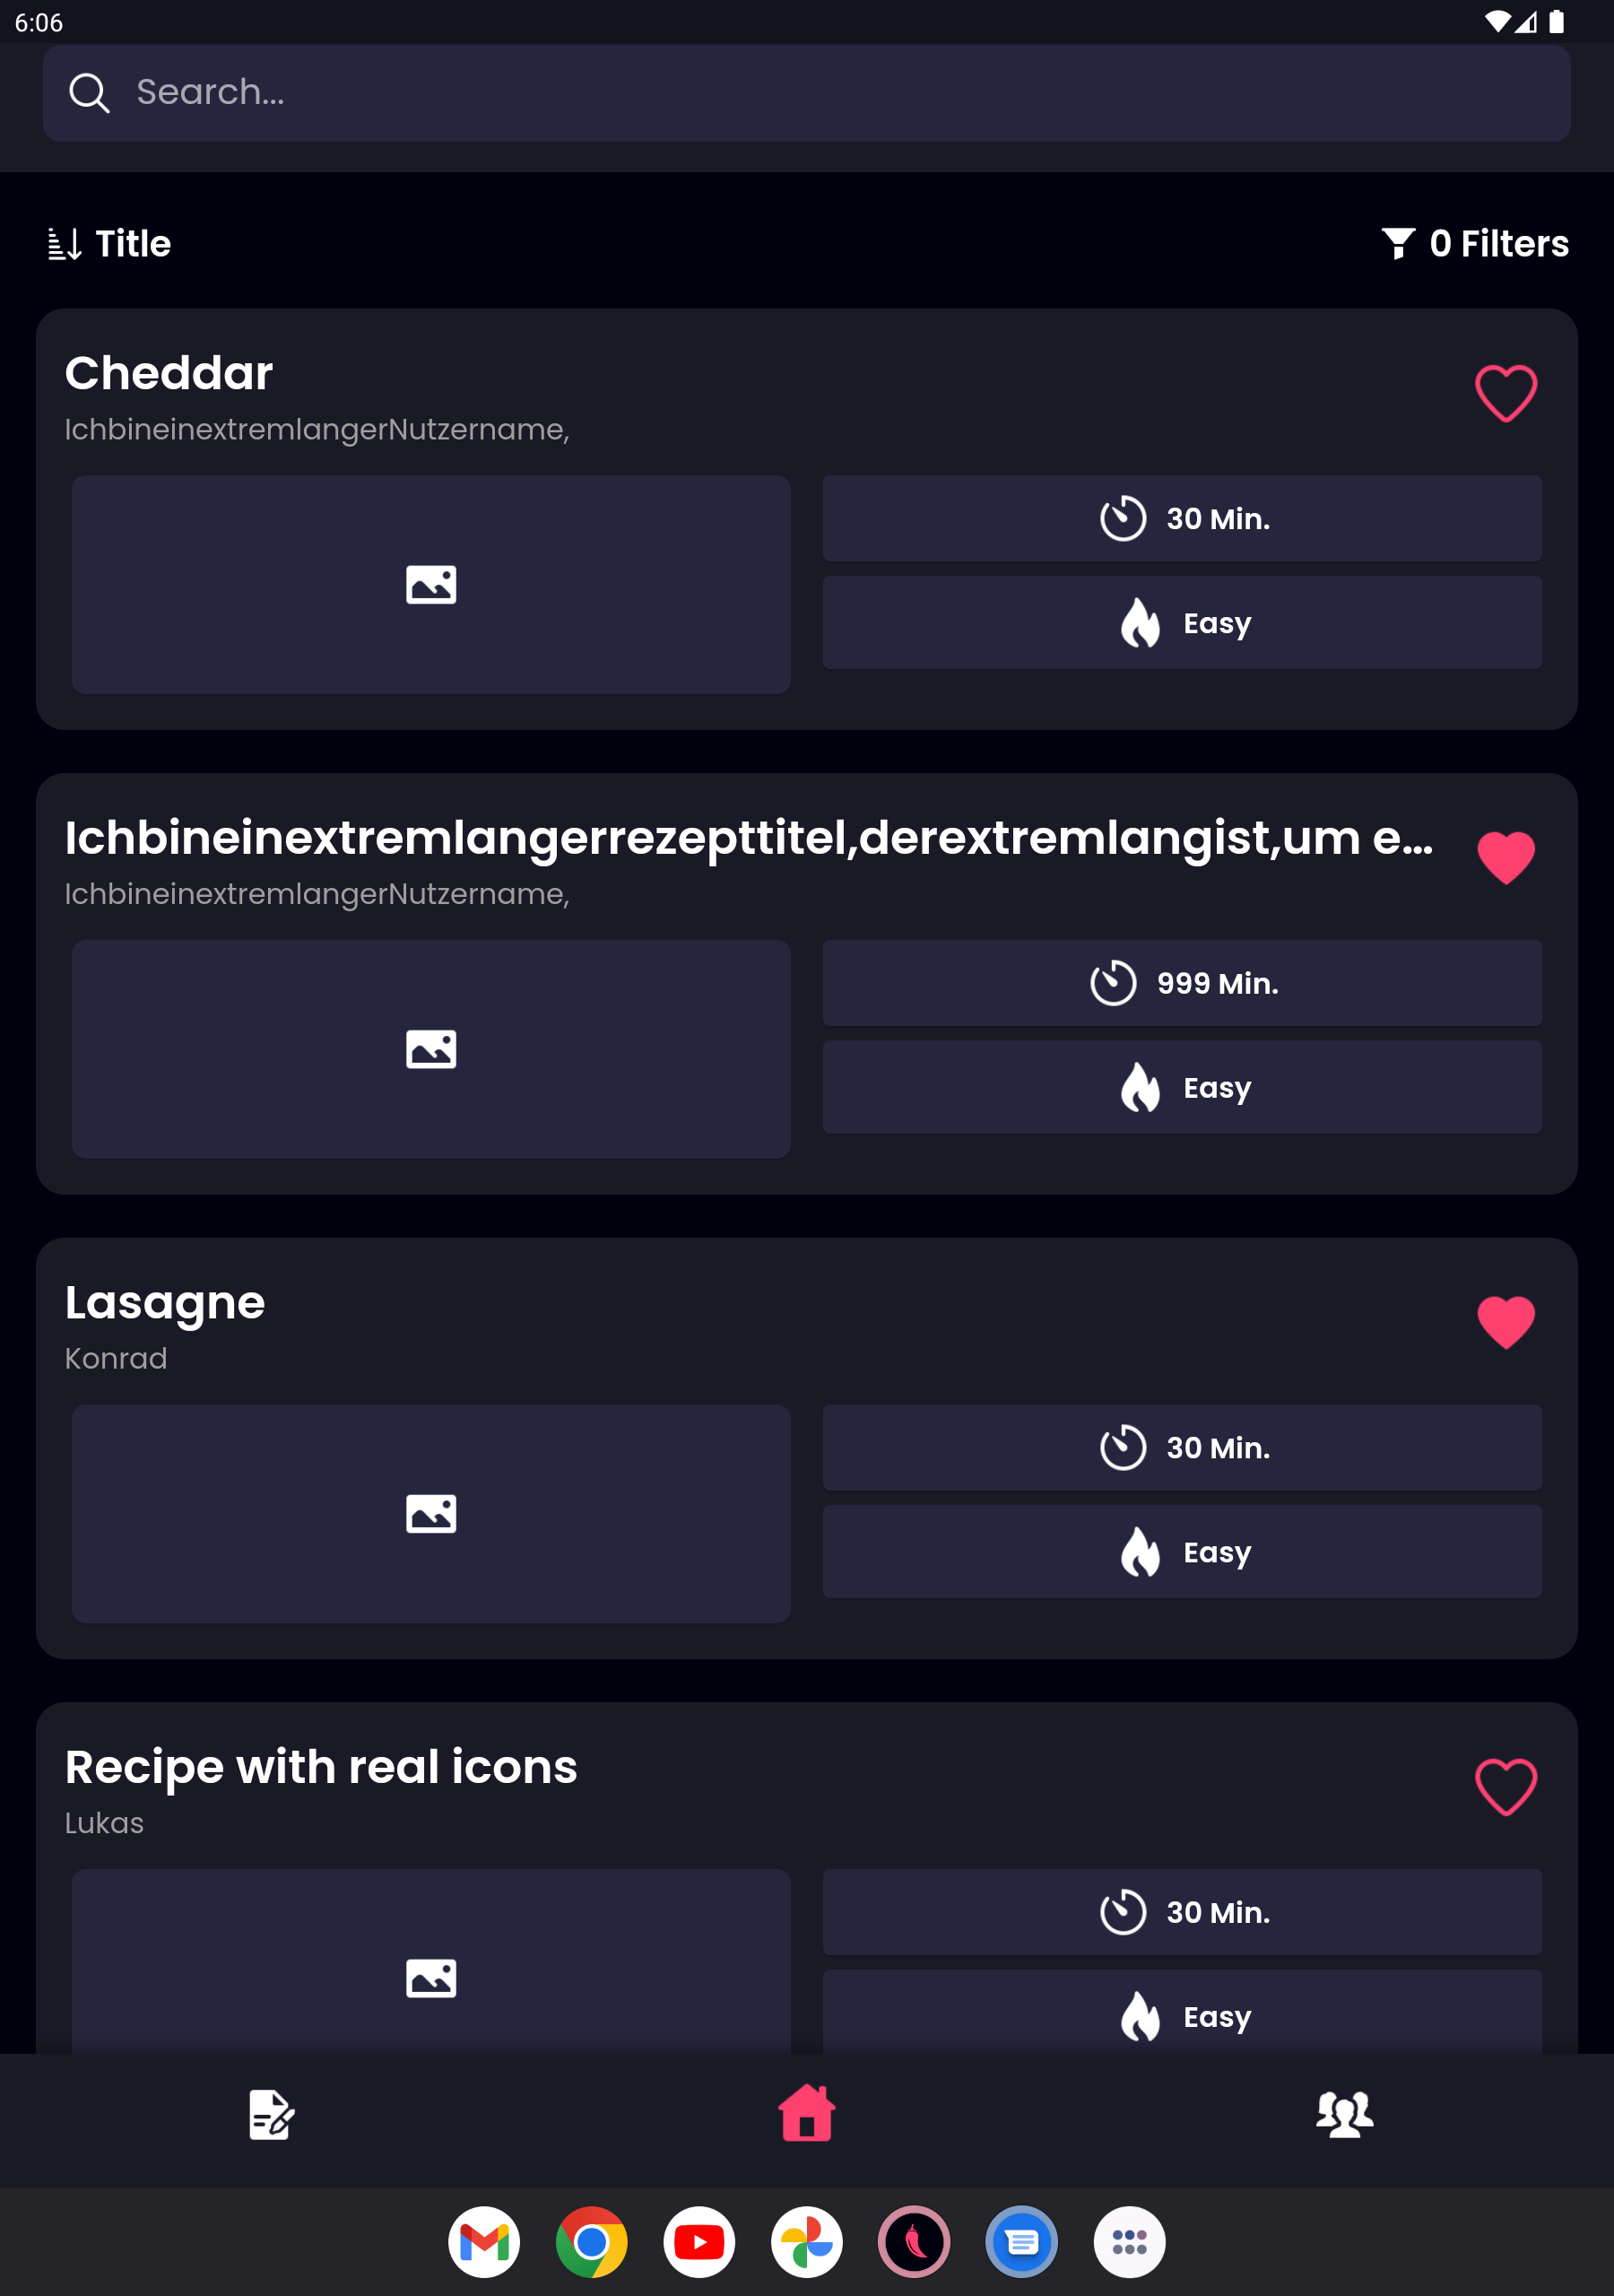 6:06
Search...
Title
0 Filters
Cheddar
IchbineinextremlangerNutzername,
30 Min.
Easy
Ichbineinextremlangerrezepttitel,derextremlangist,um e...
IchbineinextremlangerNutzername,
999 Min.
Easy
Lasagne
Konrad
30 Min.
Easy
Recipe with real icons
Lukas
30 Min.
Easy